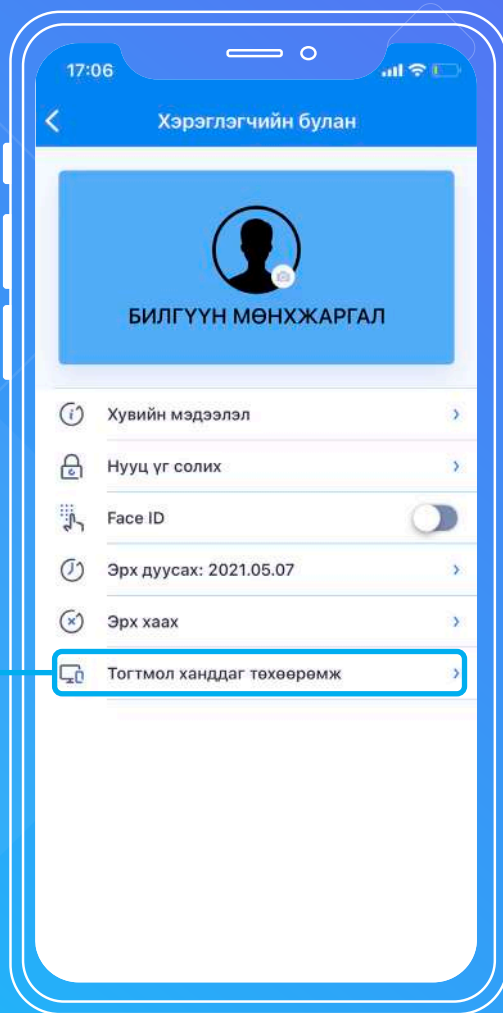 17:06
Хэрэглэгчийн булан
БИЛГҮҮН МӨНХЖАРГАЛ
Хувийн мэдээлэл
Нууц үг солих
Face ID
Эрх дуусах: 2021.05.07
Эрх хаах
Тогтмол ханддаг төхөөрөмж